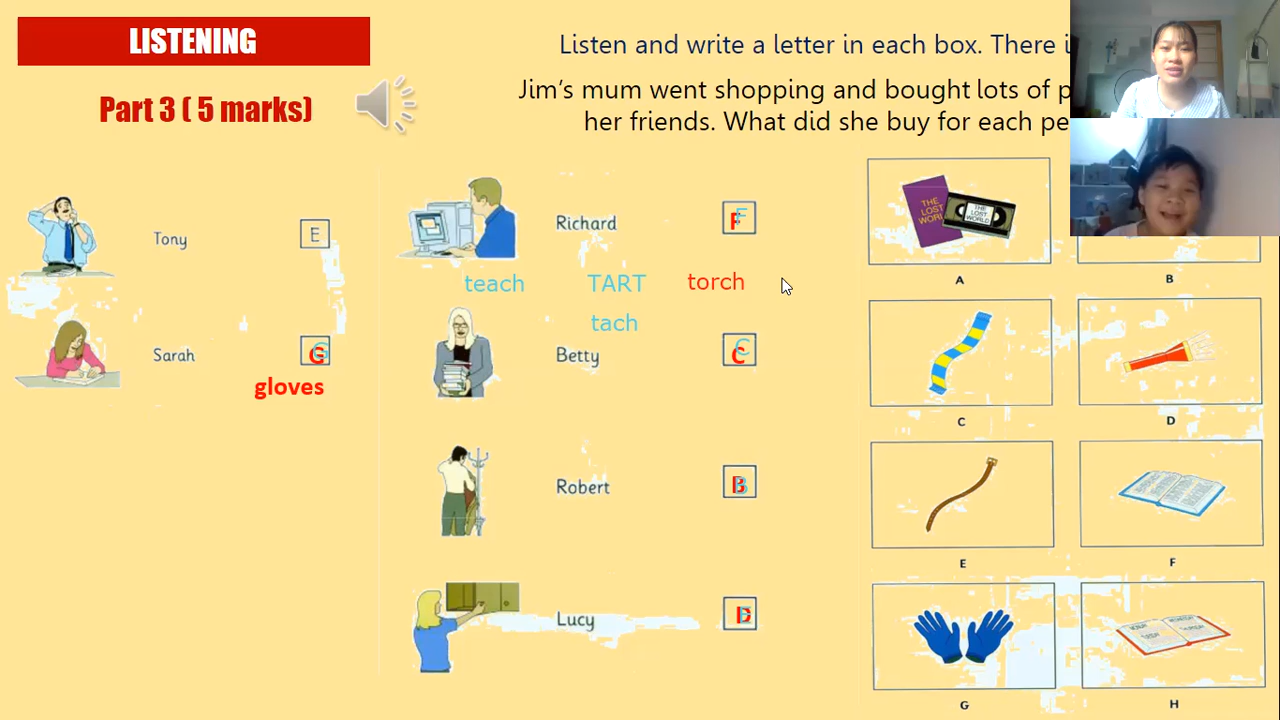 LISTENING
Part 3 ( 5 marks)
Listen and write a letter in each box. There
Jim's mum went shopping and bought lots of
her friends. What did she buy for each
Tony
E
Sarah
G
gloves
Richard
F
teach
TART
torch
tach
Betty
C
Robert
B
Lucy
D
THE LOST
THE
LOST
WORLD
A
B
C
D
E
F
G
H